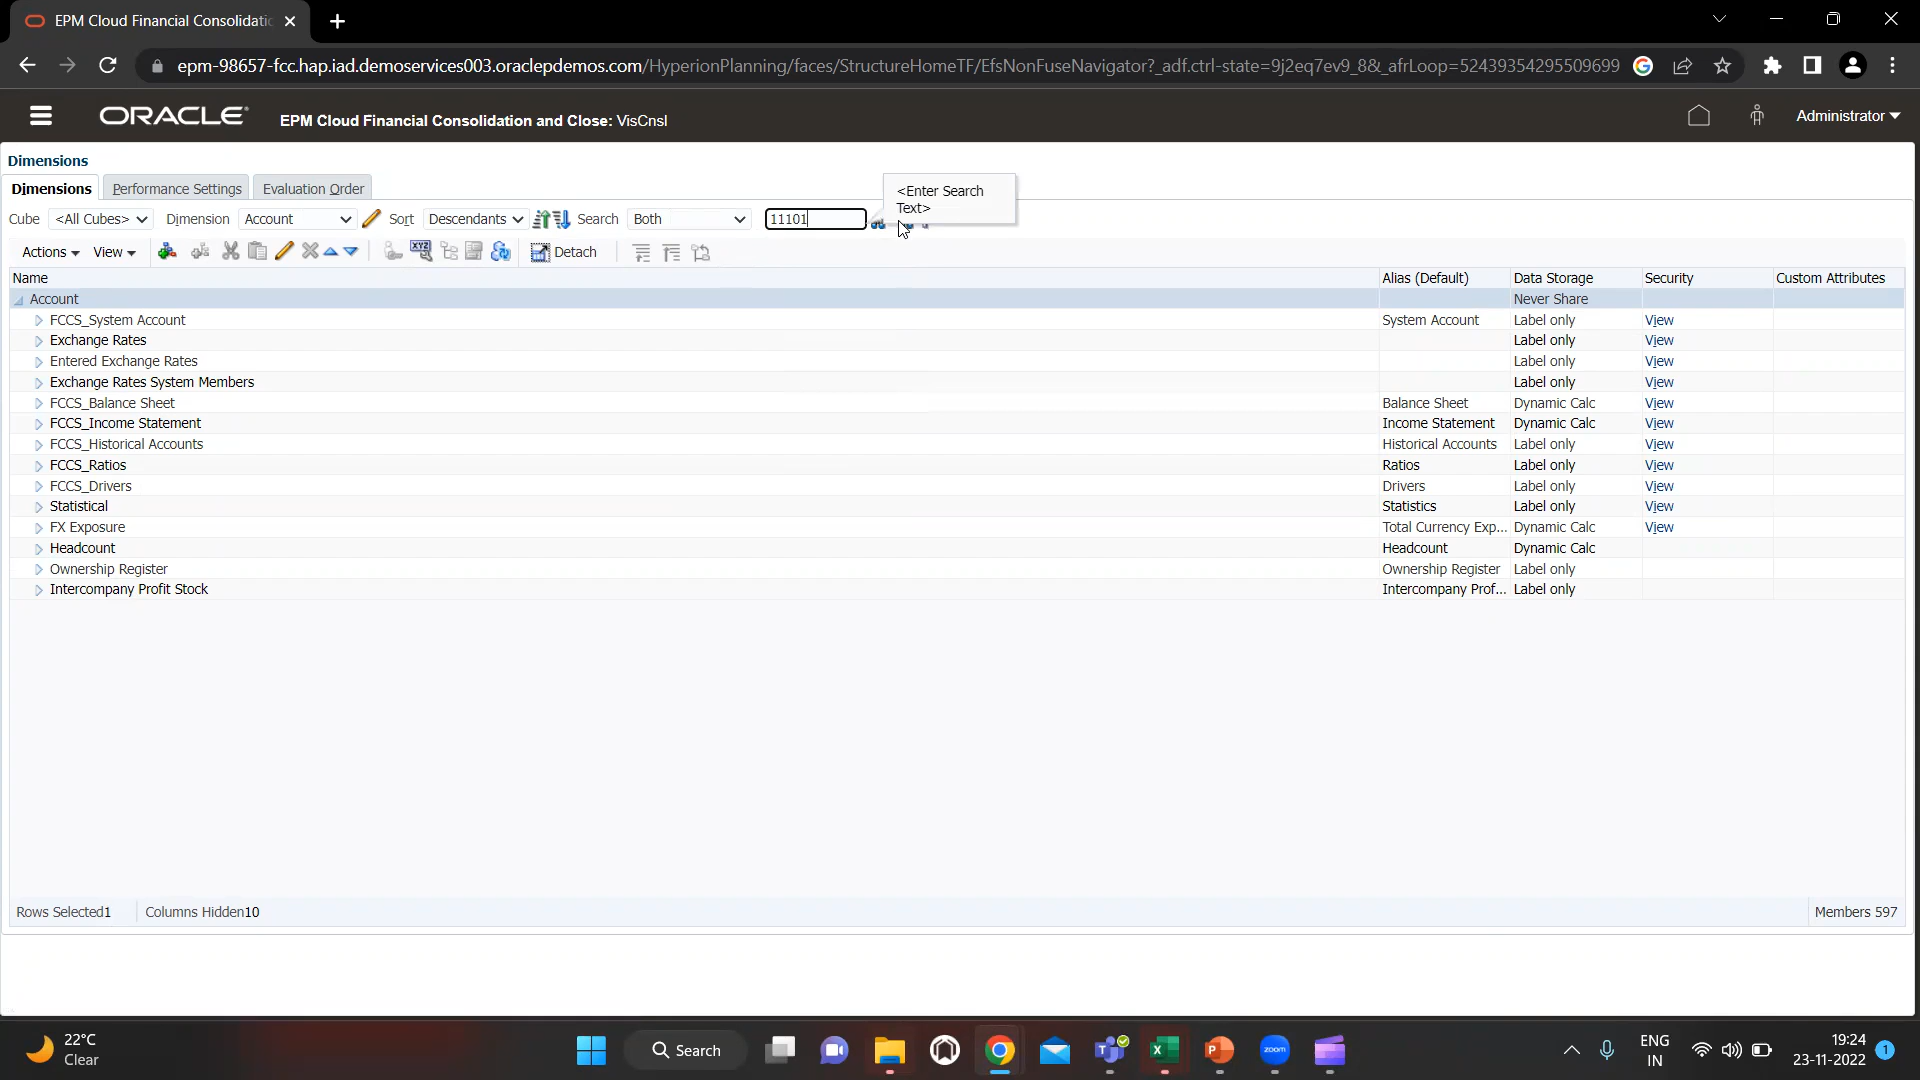 EPM Cloud Financial Consolidatio
epm-98657-fcc.hap.iad.demoservices003.oraclepdemos.com/HyperionPlanning/faces/StructureHomeTF/EfsNonFuseNavigator?_adf.ctrl-state=9j2eq7ev9_8&_afrLoop=52439354295509699
ORACLE EPM Cloud Financial Consolidation and Close: VisCnsl Administrator
Dimensions
Dimensions Performance Settings Evaluation Order
<Enter Search
Text>
Cube <All Cubes> Dimension Account Sort Descendants Search Both 11101
Actions View XYZ Detach
Name Alias (Default) Data Storage Security Custom Attributes
Account Never Share
FCCS_System Account System Account Label only View
Exchange Rates Label only View
Entered Exchange Rates Label only View
Exchange Rates System Members Label only View
FCCS_Balance Sheet Balance Sheet Dynamic Calc View
FCCS_Income Statement Income Statement Dynamic Calc View
FCCS_Historical Accounts Historical Accounts Label only View
FCCS_Ratios Ratios Label only View
FCCS_Drivers Drivers Label only View
Statistical Statistics Label only View
FX Exposure Total Currency Exp... Dynamic Calc View
Headcount Headcount Dynamic Calc
Ownership Register Ownership Register Label only
Intercompany Profit Stock Intercompany Prof... Label only
Rows Selected1 Columns Hidden10 Members 597
22°C
Clear
Search
zoom
ENG
IN
19:24
23-11-2022
1